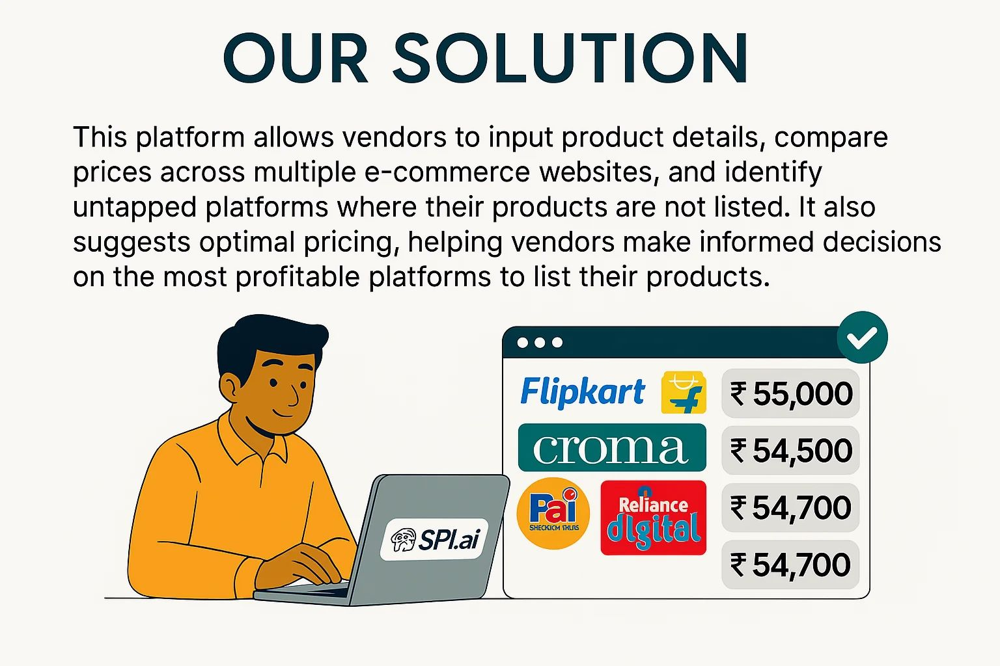 OUR SOLUTION
This platform allows vendors to input product details, compare
prices across multiple e-commerce websites, and identify
untapped platforms where their products are not listed. It also
suggests optimal pricing, helping vendors make informed decisions
on the most profitable platforms to list their products.
Flipkart f ₹ 55,000
croma ₹ 54,500
Pai
Reliance
digital
₹ 54,700
₹ 54,700
SPI.ai